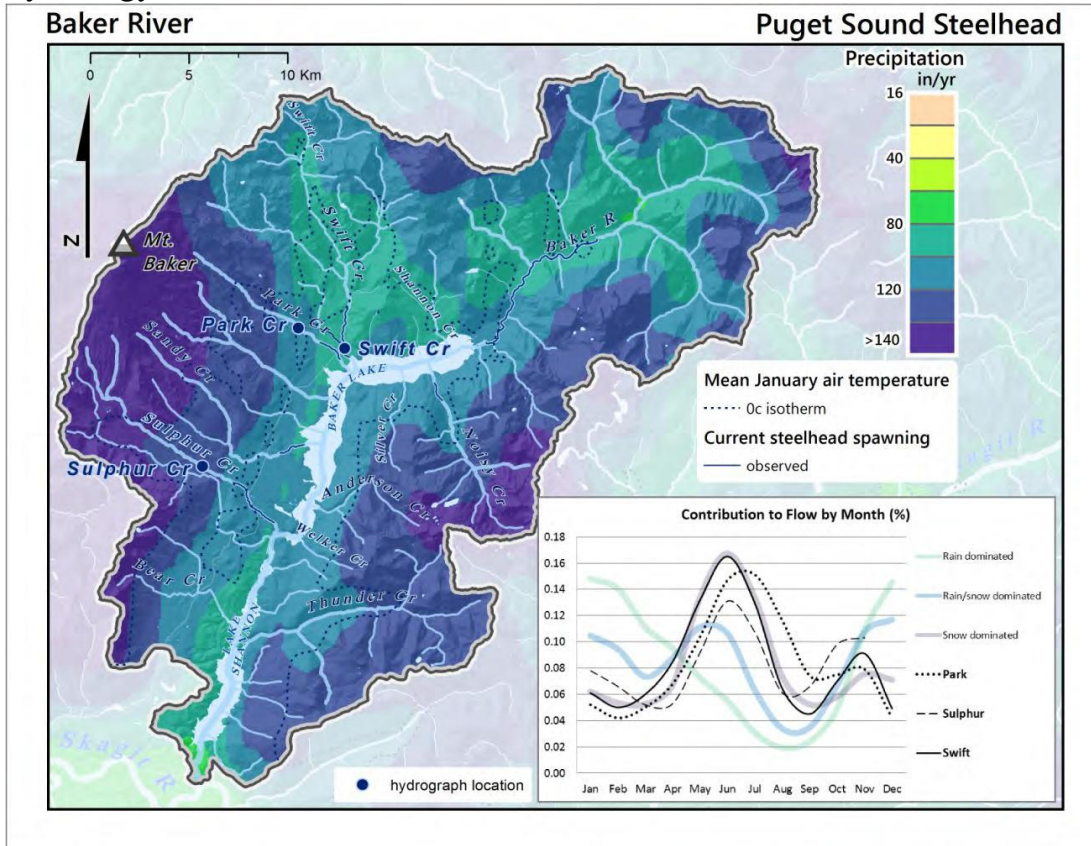 Baker River
Puget Sound Steelhead
0 5 10 Km
N
Precipitation
in/yr
16
40
80
120
>140
Mean January air temperature
0c isotherm
Current steelhead spawning
observed
Mt.
Baker
Swift Cr
Swift Cr
Shannon Cr
Baker R
Park Cr
Park Cr
Swift Cr
Sandy Cr
BAKER LAKE
Silver Cr
Noisy Cr
Sulphur Cr
Sulphur Cr
Anderson Cr
Welker Cr
Bear Cr
Thunder Cr
LAKE
SHANNON
Skagit R
Skagit R
hydrograph location
Contribution to Flow by Month (%)
0.18
0.16
0.14
0.12
0.10
0.08
0.06
0.04
0.02
0.00
Jan Feb Mar Apr May Jun Jul Aug Sep Oct Nov Dec
Rain dominated
Rain/snow dominated
Snow dominated
Park
Sulphur
Swift